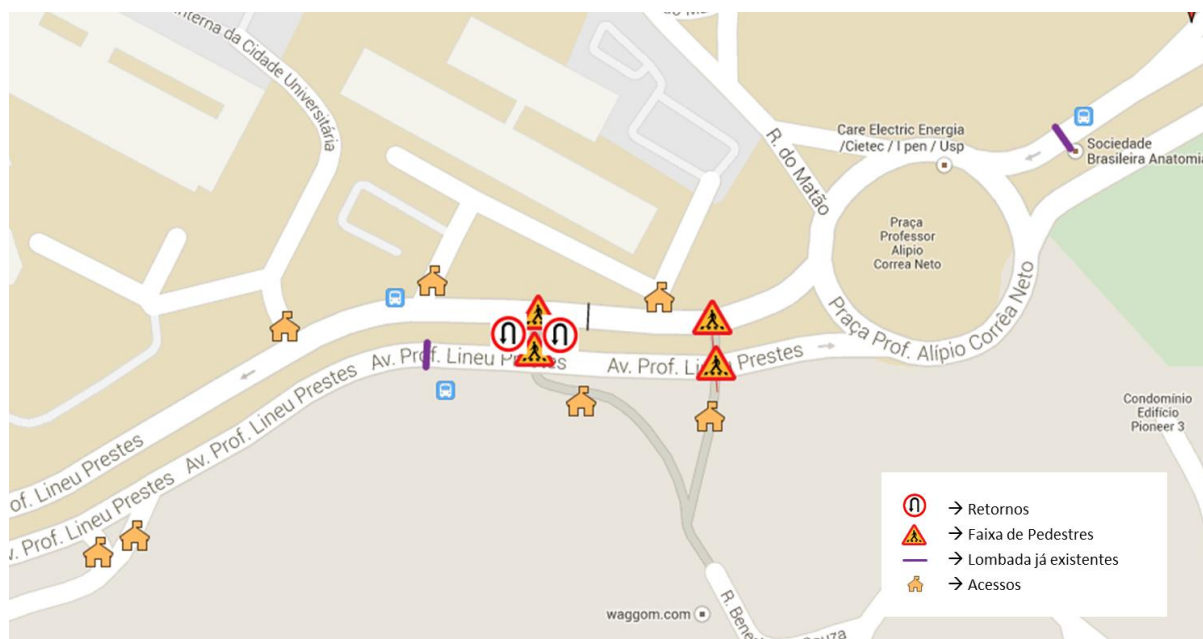 nterna da Cidade Universitária
R. do Matão
Care Electric Energia
/Cietec / I pen / Usp
Sociedade
Brasileira Anatomia
Praça
Professor
Alipio
Correa Neto
Praça Prof. Alípio Corrêa Neto
Av. Prof. Lineu Prestes
Av. Prof. Lineu Prestes
Av. Prof. Lineu Prestes
of. Lineu Prestes
v. Prof. Lineu Prestes
Condomínio
Edifício
Pioneer 3
→ Retornos
→ Faixa de Pedestres
→ Lombada já existentes
→ Acessos
waggom.com
R. Bene
ouza